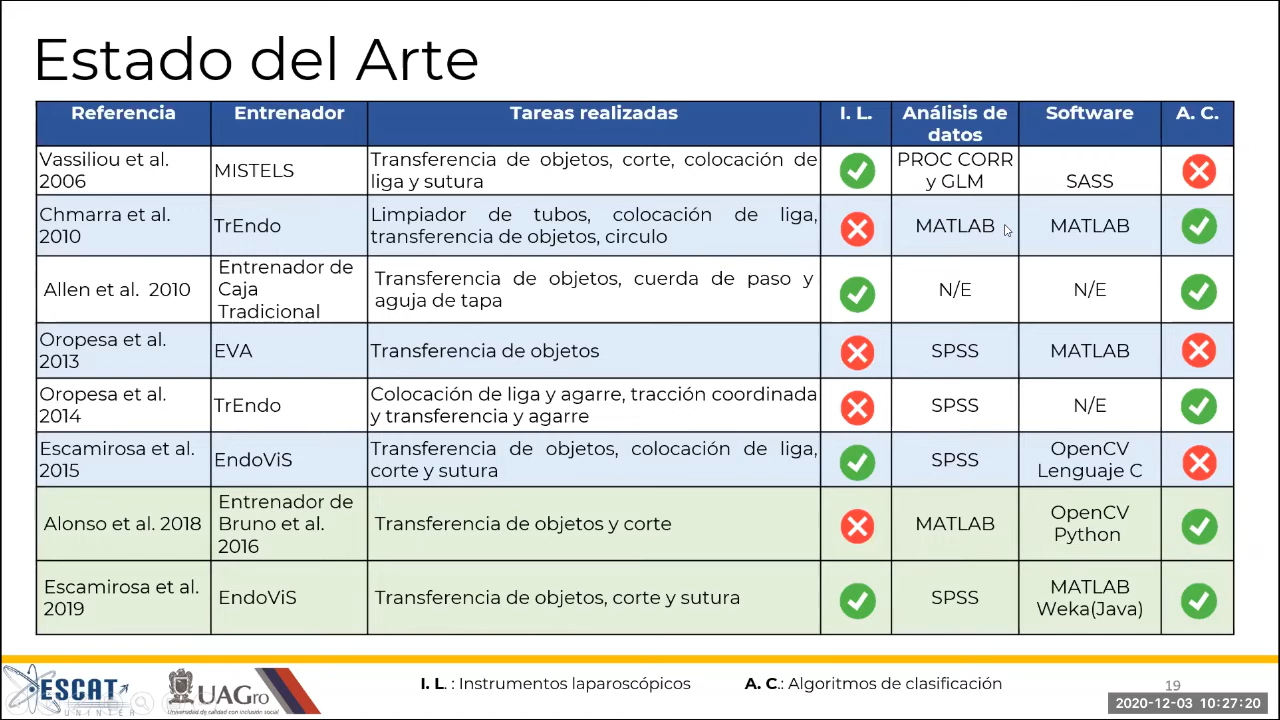 Estado del Arte
Referencia Entrenador Tareas realizadas I. L. Análisis de datos Software A. C.
Vassiliou et al. 2006 MISTELS Transferencia de objetos, corte, colocación de liga y sutura PROC CORR y GLM SASS
Chmarra et al. 2010 TrEndo Limpiador de tubos, colocación de liga, transferencia de objetos, circulo MATLAB MATLAB
Allen et al. 2010 Entrenador de Caja Tradicional Transferencia de objetos, cuerda de paso y aguja de tapa N/E N/E
Oropesa et al. 2013 EVA Transferencia de objetos SPSS MATLAB
Oropesa et al. 2014 TrEndo Colocación de liga y agarre, tracción coordinada y transferencia y agarre SPSS N/E
Escamirosa et al. 2015 EndoViS Transferencia de objetos, colocación de liga, corte y sutura SPSS OpenCV Lenguaje C
Alonso et al. 2018 Entrenador de Bruno et al. 2016 Transferencia de objetos y corte MATLAB OpenCV Python
Escamirosa et al. 2019 EndoViS Transferencia de objetos, corte y sutura SPSS MATLAB Weka(Java)
ESCAT
UNINTER
UAGro
Universidad de calidad con inclusión social
I. L. : Instrumentos laparoscópicos A. C.: Algoritmos de clasificación
19
2020-12-03 10:27:20